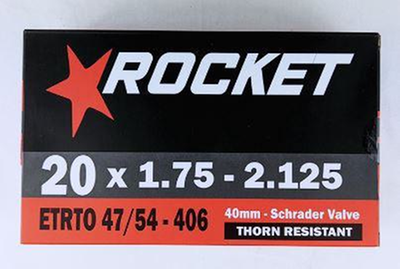 ROCKET
20 x 1.75 - 2.125
ETRTO 47/54 - 406
40mm - Schrader Valve
THORN RESISTANT